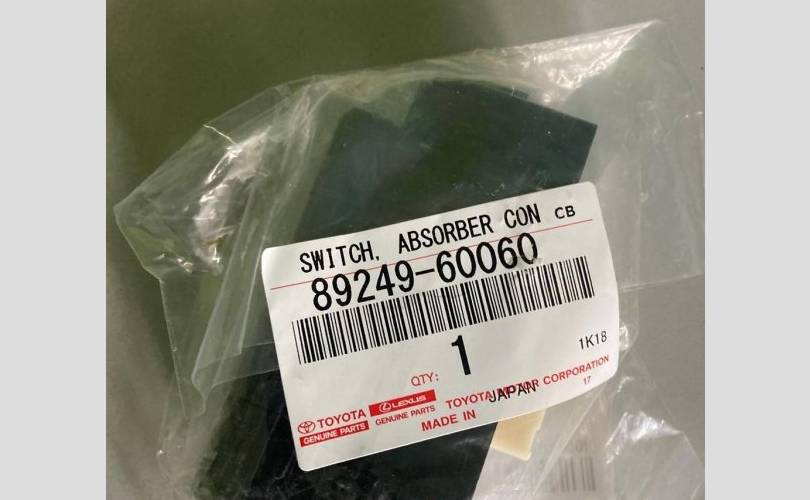 SWITCH, ABSORBER CON CB
89249-60060
1
1K18
QTY:
TOYOTA
GENUINE PARTS
LEXUS
GENUINE PARTS
TOYOTA MOTOR CORPORATION
17
MADE IN JAPAN